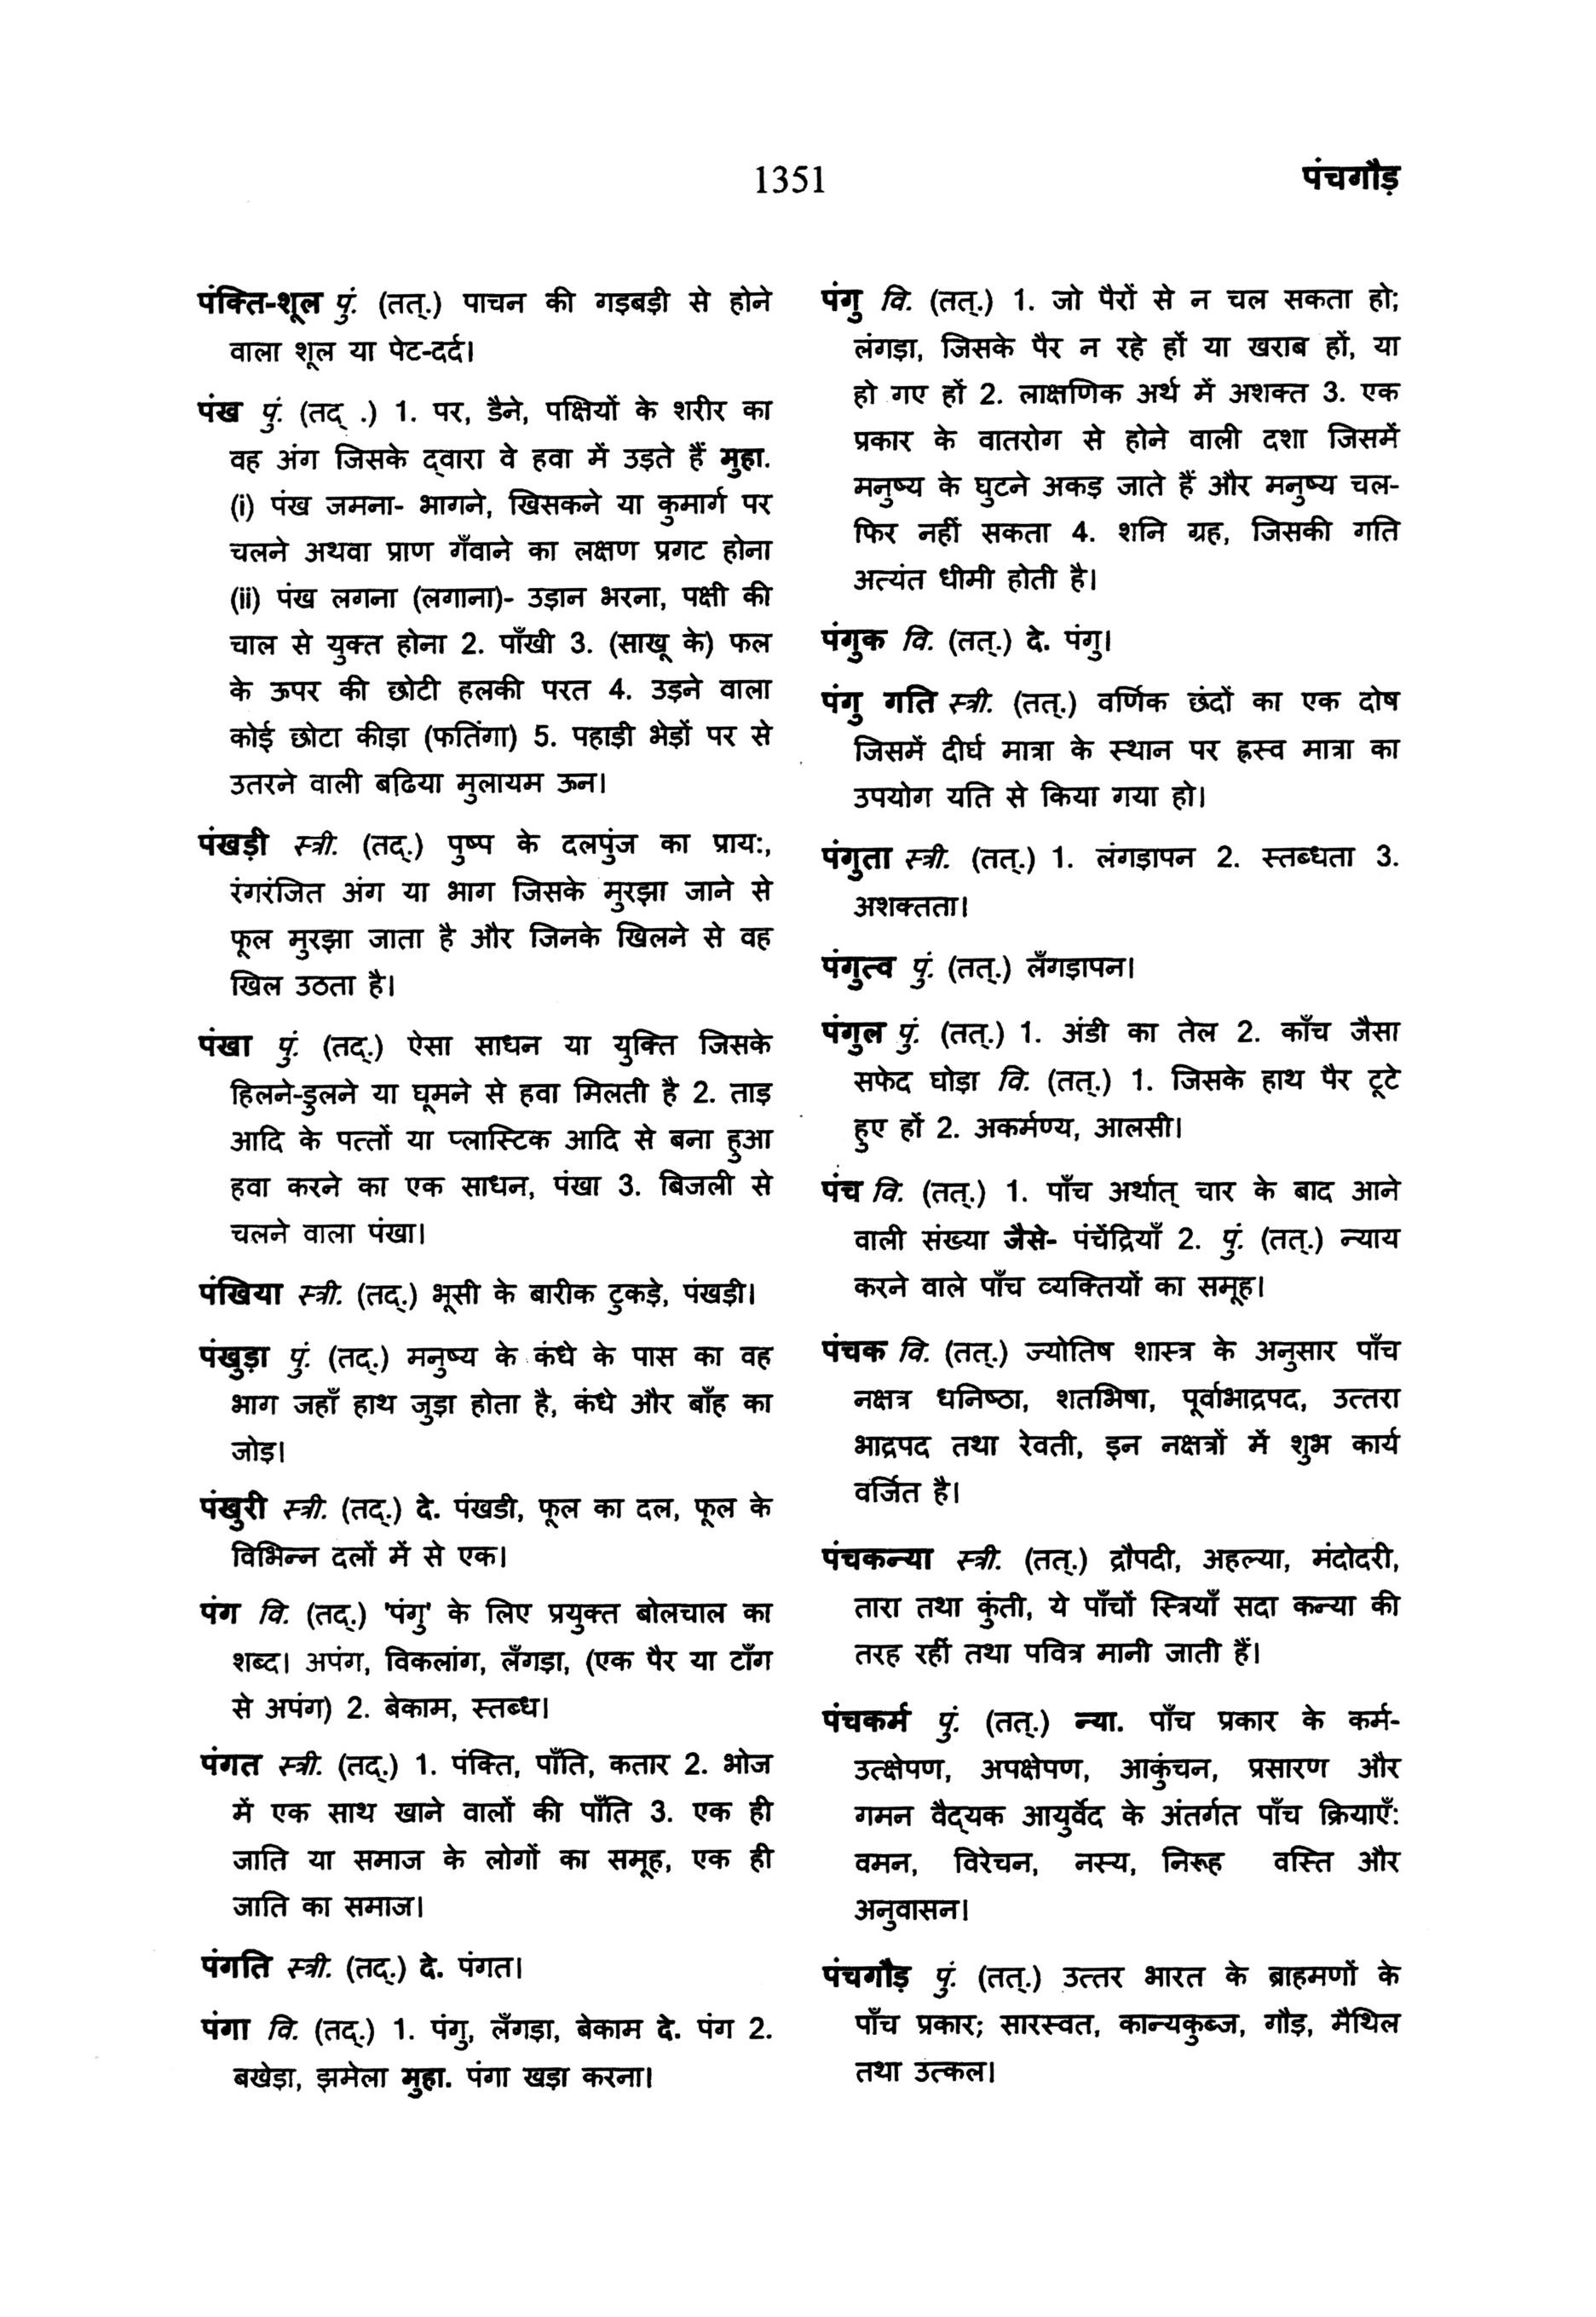 1351
पंचगौड़
पंक्ति-शूल पुं. (तत्.) पाचन की गड़बड़ी से होने
वाला शूल या पेट-दर्द।
पंख पुं. (तद् .) 1. पर, डैने, पक्षियों के शरीर का
वह अंग जिसके द्वारा वे हवा में उड़ते हैं मुहा.
(i) पंख जमना- भागने, खिसकने या कुमार्ग पर
चलने अथवा प्राण गँवाने का लक्षण प्रगट होना
(ii) पंख लगना (लगाना)- उड़ान भरना, पक्षी की
चाल से युक्त होना 2. पाँखी 3. (साखू के) फल
के ऊपर की छोटी हलकी परत 4. उड़ने वाला
कोई छोटा कीड़ा (फतिंगा) 5. पहाड़ी भेड़ों पर से
उतरने वाली बढिया मुलायम ऊन।
पंखड़ी स्त्री. (तद्.) पुष्प के दलपुंज का प्राय:,
रंगरंजित अंग या भाग जिसके मुरझा जाने से
फूल मुरझा जाता है और जिनके खिलने से वह
खिल उठता है।
पंखा पुं. (तद्.) ऐसा साधन या युक्ति जिसके
हिलने-डुलने या घूमने से हवा मिलती है 2. ताड़
आदि के पत्तों या प्लास्टिक आदि से बना हुआ
हवा करने का एक साधन, पंखा 3. बिजली से
चलने वाला पंखा।
पंखिया स्त्री. (तद्.) भूसी के बारीक टुकड़े, पंखड़ी।
पंखुड़ा पुं. (तद्.) मनुष्य के कंधे के पास का वह
भाग जहाँ हाथ जुड़ा होता है, कंधे और बाँह का
जोड़।
पंखुरी स्त्री. (तद्.) दे. पंखडी, फूल का दल, फूल के
विभिन्न दलों में से एक।
पंग वि. (तद्.) 'पंगु' के लिए प्रयुक्त बोलचाल का
शब्द। अपंग, विकलांग, लँगड़ा, (एक पैर या टाँग
से अपंग) 2. बेकाम, स्तब्ध।
पंगत स्त्री. (तद्.) 1. पंक्ति, पाँति, कतार 2. भोज
में एक साथ खाने वालों की पाँति 3. एक ही
जाति या समाज के लोगों का समूह, एक ही
जाति का समाज।
पंगति स्त्री. (तद्.) दे. पंगत।
पंगा वि. (तद्.) 1. पंगु, लँगड़ा, बेकाम दे. पंग 2.
बखेड़ा, झमेला मुहा. पंगा खड़ा करना।
पंगु वि. (तत्.) 1. जो पैरों से न चल सकता हो;
लंगड़ा, जिसके पैर न रहे हों या खराब हों, या
हो गए हों 2. लाक्षणिक अर्थ में अशक्त 3. एक
प्रकार के वातरोग से होने वाली दशा जिसमें
मनुष्य के घुटने अकड़ जाते हैं और मनुष्य चल-
फिर नहीं सकता 4. शनि ग्रह, जिसकी गति
अत्यंत धीमी होती है।
पंगुक वि. (तत्.) दे. पंगु।
पंगु गति स्त्री. (तत्.) वर्णिक छंदों का एक दोष
जिसमें दीर्घ मात्रा के स्थान पर ह्रस्व मात्रा का
उपयोग यति से किया गया हो।
पंगुता स्त्री. (तत्.) 1. लंगड़ापन 2. स्तब्धता 3.
अशक्तता।
पंगुत्व पुं. (तत्.) लँगड़ापन।
पंगुल पुं. (तत्.) 1. अंडी का तेल 2. काँच जैसा
सफेद घोड़ा वि. (तत्.) 1. जिसके हाथ पैर टूटे
हुए हों 2. अकर्मण्य, आलसी।
पंच वि. (तत्.) 1. पाँच अर्थात् चार के बाद आने
वाली संख्या जैसे- पंचेंद्रियाँ 2. पुं. (तत्.) न्याय
करने वाले पाँच व्यक्तियों का समूह।
पंचक वि. (तत्.) ज्योतिष शास्त्र के अनुसार पाँच
नक्षत्र धनिष्ठा, शतभिषा, पूर्वाभाद्रपद, उत्तरा
भाद्रपद तथा रेवती, इन नक्षत्रों में शुभ कार्य
वर्जित है।
पंचकन्या स्त्री. (तत्.) द्रौपदी, अहल्या, मंदोदरी,
तारा तथा कुंती, ये पाँचों स्त्रियाँ सदा कन्या की
तरह रहीं तथा पवित्र मानी जाती हैं।
पंचकर्म पुं. (तत्.) न्या. पाँच प्रकार के कर्म-
उत्क्षेपण, अपक्षेपण, आकुंचन, प्रसारण और
गमन वैद्यक आयुर्वेद के अंतर्गत पाँच क्रियाएँ:
वमन, विरेचन, नस्य, निरूह वस्ति और
अनुवासन।
पंचगौड़ पुं. (तत्.) उत्तर भारत के ब्राहमणों के
पाँच प्रकार; सारस्वत, कान्यकुब्ज, गौड़, मैथिल
तथा उत्कल।